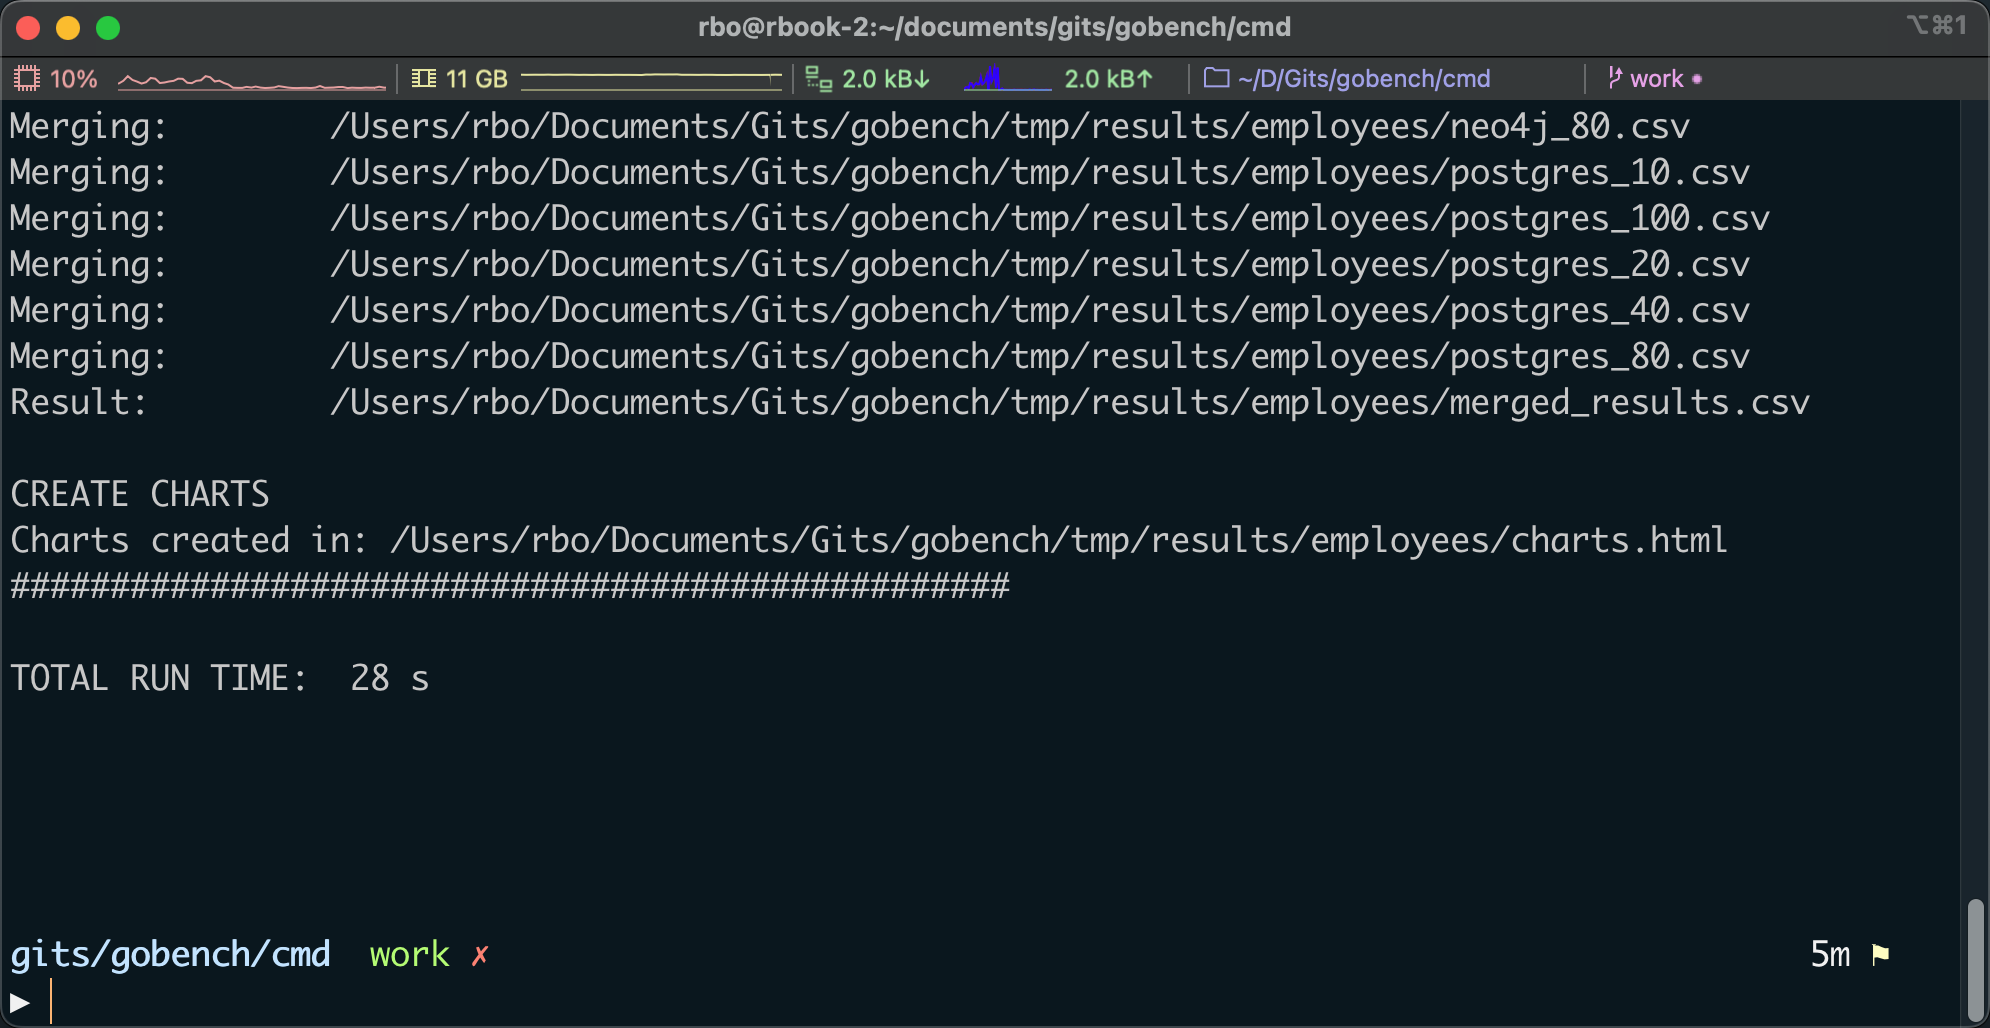 rbo@rbook-2:~/documents/gits/gobench/cmd ⌥⌘1
10% 11 GB 2.0 kB↓ 2.0 kB↑ ~/D/Gits/gobench/cmd work
Merging: /Users/rbo/Documents/Gits/gobench/tmp/results/employees/neo4j_80.csv
Merging: /Users/rbo/Documents/Gits/gobench/tmp/results/employees/postgres_10.csv
Merging: /Users/rbo/Documents/Gits/gobench/tmp/results/employees/postgres_100.csv
Merging: /Users/rbo/Documents/Gits/gobench/tmp/results/employees/postgres_20.csv
Merging: /Users/rbo/Documents/Gits/gobench/tmp/results/employees/postgres_40.csv
Merging: /Users/rbo/Documents/Gits/gobench/tmp/results/employees/postgres_80.csv
Result: /Users/rbo/Documents/Gits/gobench/tmp/results/employees/merged_results.csv
CREATE CHARTS
Charts created in: /Users/rbo/Documents/Gits/gobench/tmp/results/employees/charts.html
##################################################
TOTAL RUN TIME: 28 s
gits/gobench/cmd work ✗ 5m ⚑
▶